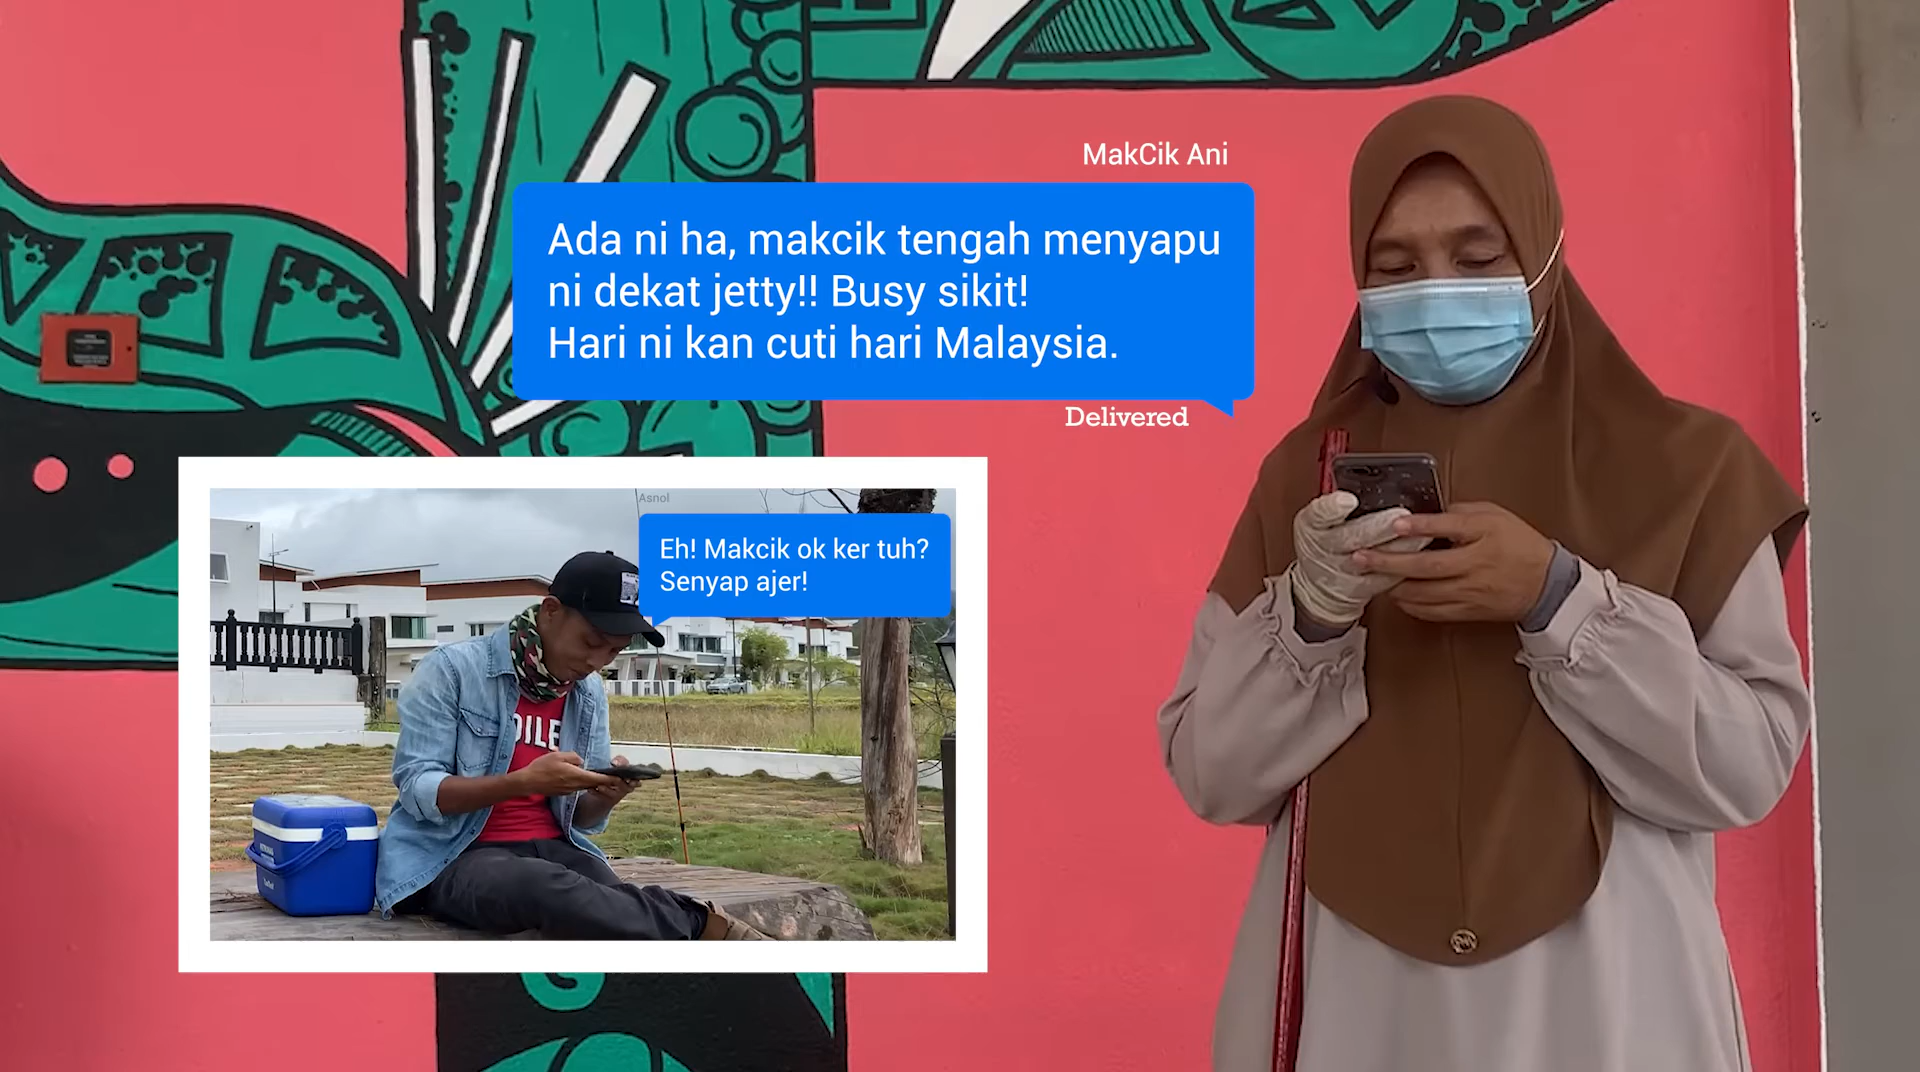 MakCik Ani
Ada ni ha, makcik tengah menyapu
ni dekat jetty!! Busy sikit!
Hari ni kan cuti hari Malaysia.
Delivered
Asnol
Eh! Makcik ok ker tuh?
Senyap ajer!